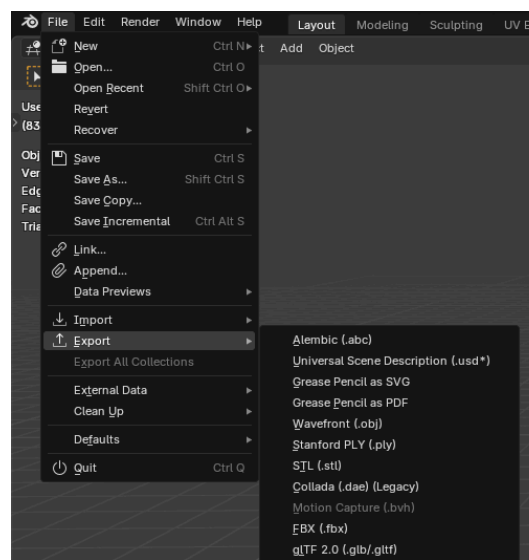 File Edit Render Window Help Layout Modeling Sculpting UV E
New Ctrl N
t Add Object
Open... Ctrl O
Open Recent Shift Ctrl O
Use
Revert
(83
Recover
Obj
Save Ctrl S
Ver
Save As... Shift Ctrl S
Edg
Save Copy...
Fac
Save Incremental Ctrl Alt S
Tria
Link...
Append...
Data Previews
Import
Export
Export All Collections
External Data
Clean Up
Defaults
Quit Ctrl Q
Alembic (.abc)
Universal Scene Description (.usd*)
Grease Pencil as SVG
Grease Pencil as PDF
Wavefront (.obj)
Stanford PLY (.ply)
STL (.stl)
Collada (.dae) (Legacy)
Motion Capture (.bvh)
FBX (.fbx)
glTF 2.0 (.glb/.gltf)